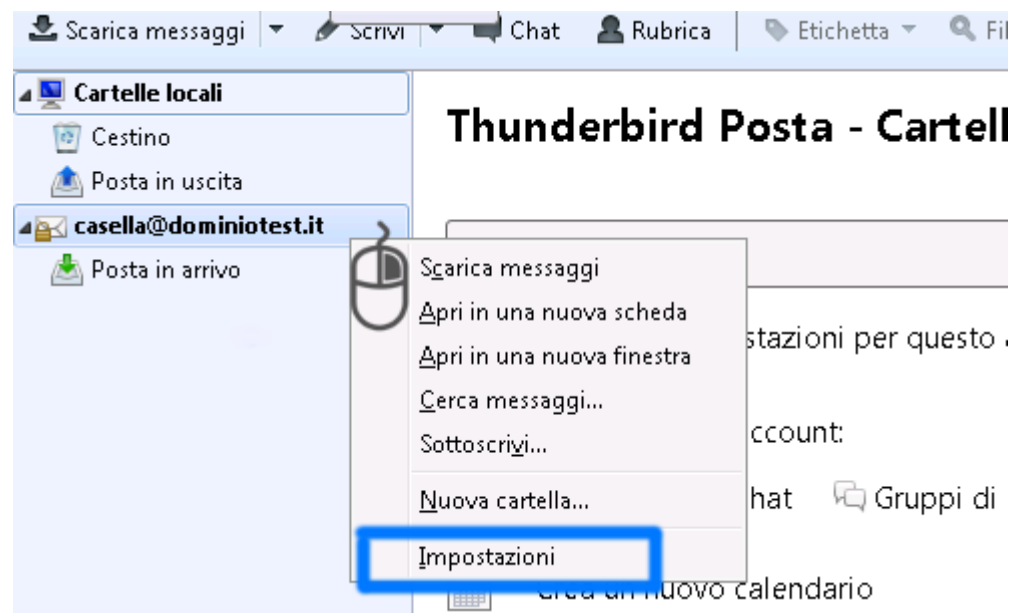 Scarica messaggi Scrivi Chat Rubrica Etichetta Fil
Cartelle locali
Cestino
Posta in uscita
casella@dominiotest.it
Posta in arrivo
Thunderbird Posta - Cartell
Scarica messaggi
Apri in una nuova scheda
Apri in una nuova finestra
Cerca messaggi...
Sottoscrivi...
Nuova cartella...
Impostazioni
stazioni per questo
ccount:
hat Gruppi di
Crea un nuovo calendario